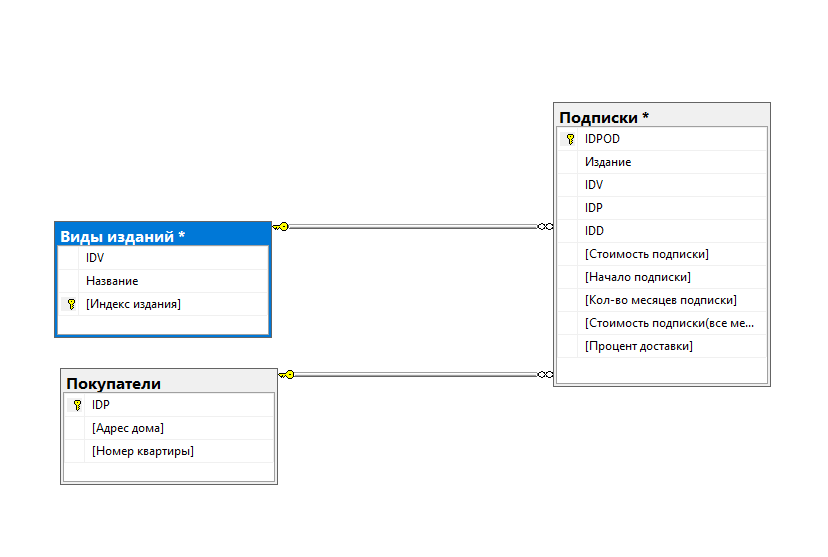 Подписки *
IDPOD
Издание
IDV
IDP
IDD
[Стоимость подписки]
[Начало подписки]
[Кол-во месяцев подписки]
[Стоимость подписки(все ме...
[Процент доставки]
Виды изданий *
IDV
Название
[Индекс издания]
Покупатели
IDP
[Адрес дома]
[Номер квартиры]